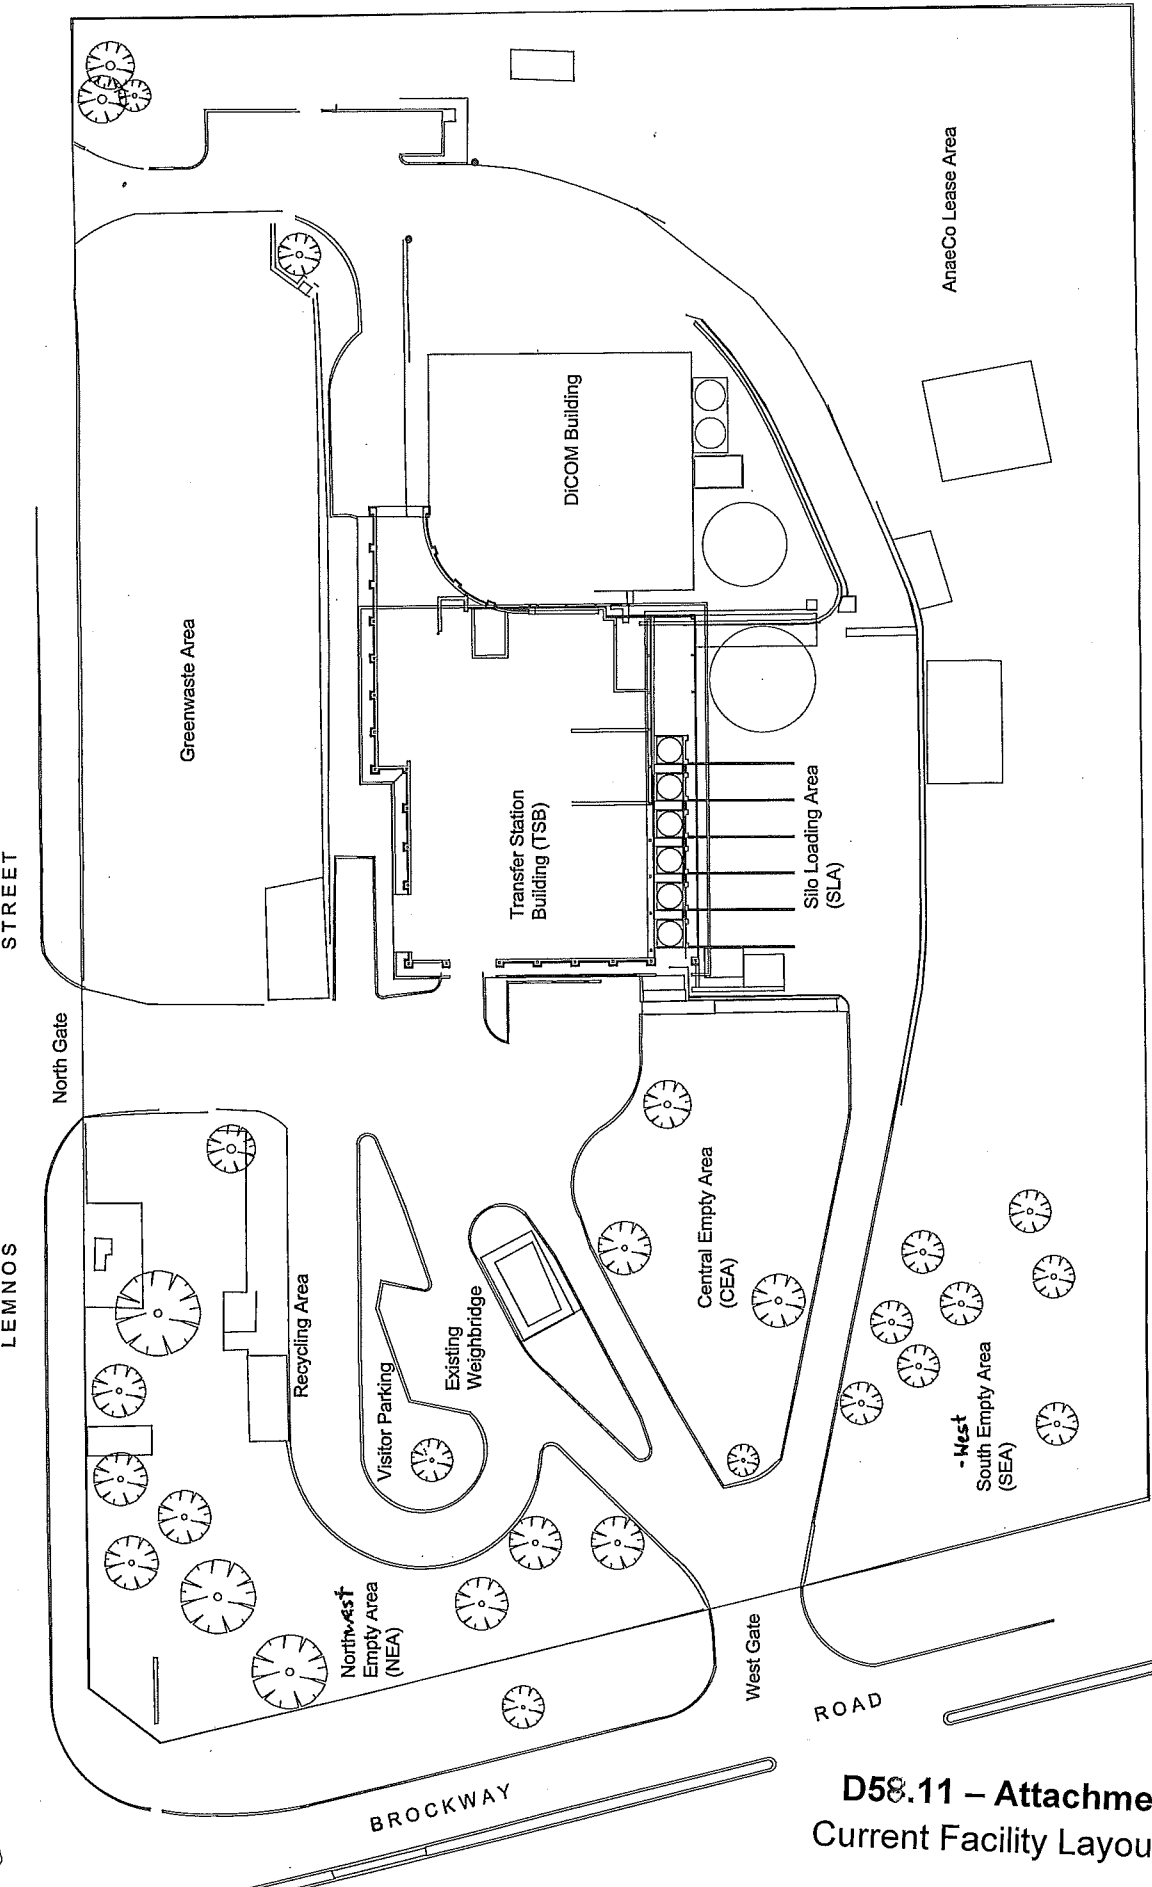 LEMNOS STREET
North Gate
Greenwaste Area
Recycling Area
Visitor Parking
Existing
Weighbridge
Northwest
Empty Area
(NEA)
Transfer Station
Building (TSB)
DiCOM Building
AnaeCo Lease Area
Silo Loading Area
(SLA)
Central Empty Area
(CEA)
-West
South Empty Area
(SEA)
West Gate
BROCKWAY ROAD
D58.11 – Attachme
Current Facility Layou